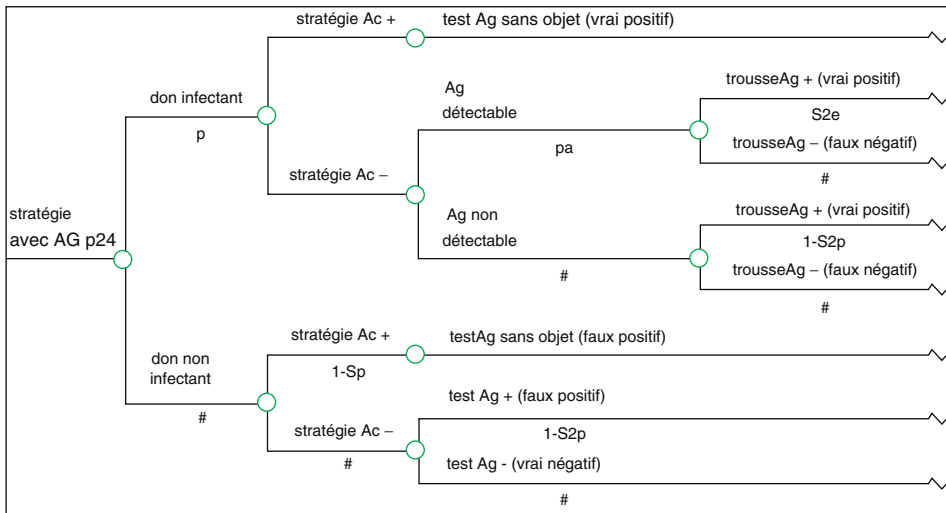 stratégie Ac +
test Ag sans objet (vrai positif)
don infectant
p
Ag
détectable
pa
trousseAg + (vrai positif)
S2e
trousseAg – (faux négatif)
#
stratégie Ac –
Ag non
détectable
#
trousseAg + (vrai positif)
1-S2p
trousseAg – (faux négatif)
#
stratégie
avec AG p24
stratégie Ac +
1-Sp
testAg sans objet (faux positif)
don non
infectant
#
stratégie Ac –
#
test Ag + (faux positif)
1-S2p
test Ag - (vrai négatif)
#